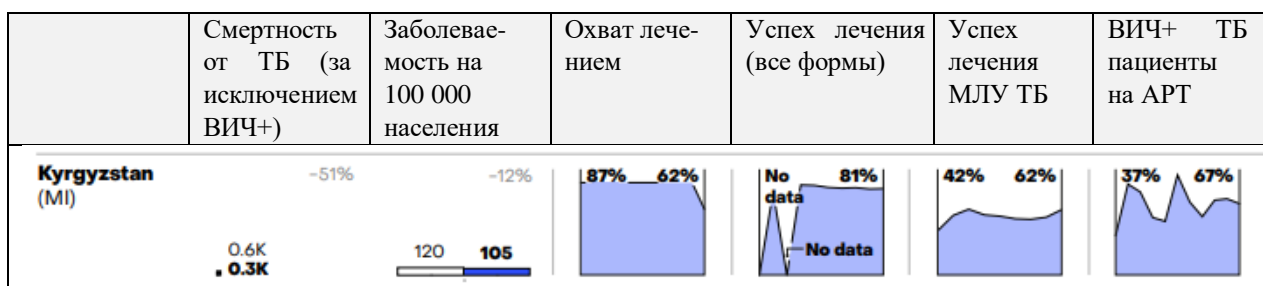 Смертность от ТБ (за исключением ВИЧ+)
Заболевае-
мость на
100 000
населения
Охват лече-
нием
Успех лечения
(все формы)
Успех
лечения
МЛУ ТБ
ВИЧ+ ТБ
пациенты
на АРТ
Kyrgyzstan
(MI)
-51%
0.6K
0.3K
-12%
120 105
87% 62%
No
data
81%
No data
42% 62%
37% 67%